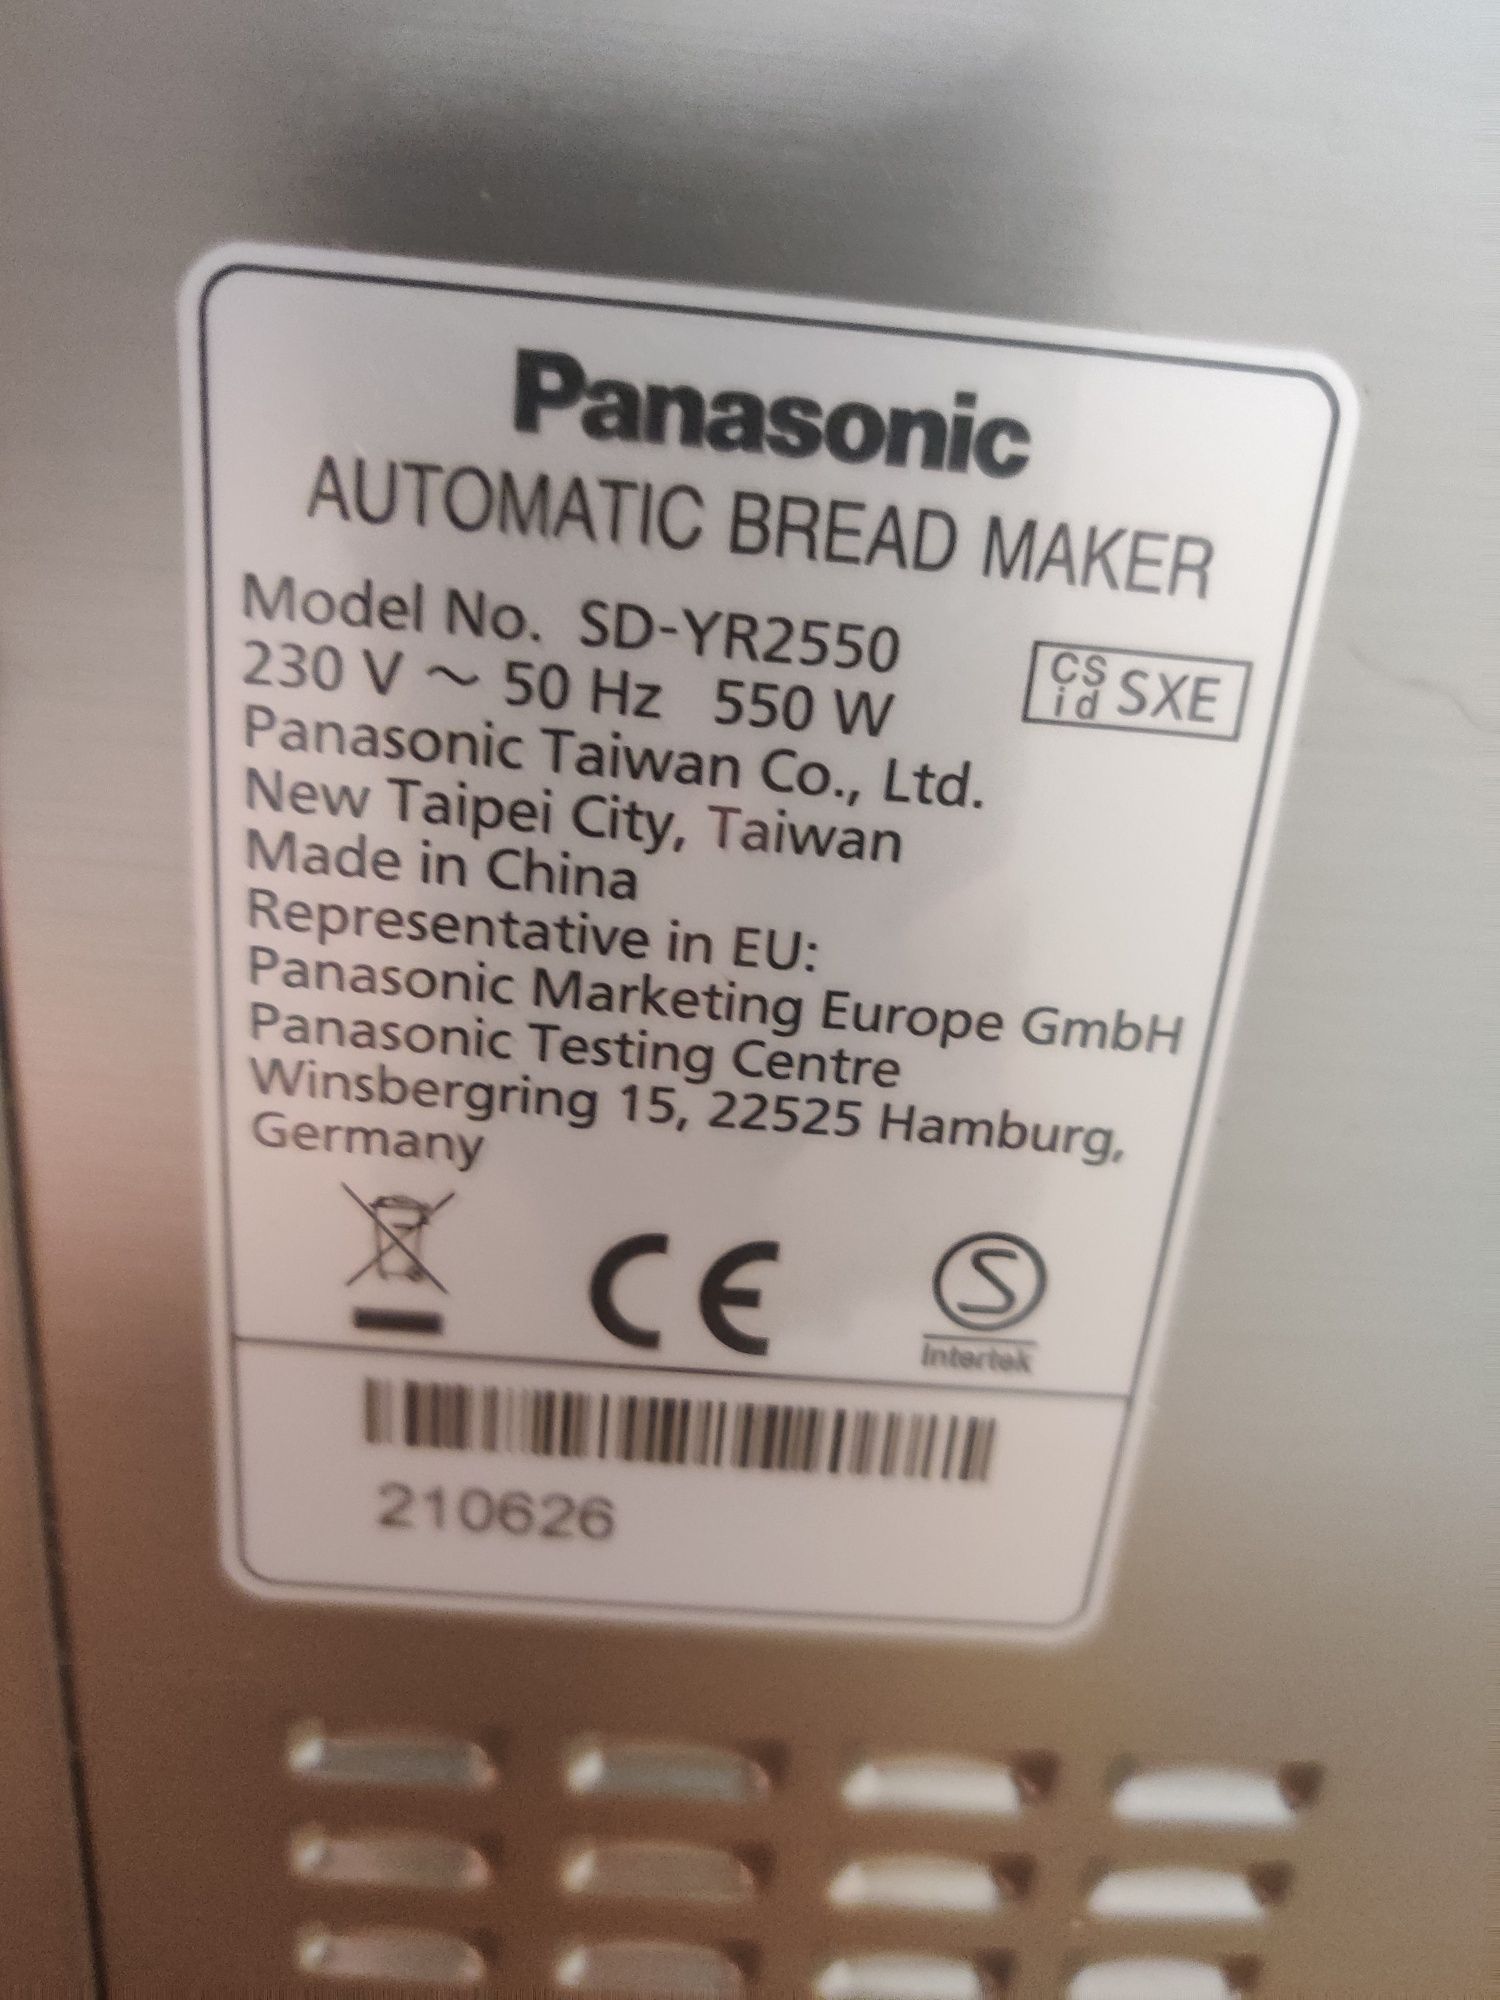 Panasonic
AUTOMATIC BREAD MAKER
Model No. SD-YR2550
230 V ~ 50 Hz 550 W
CS
id SXE
Panasonic Taiwan Co., Ltd.
New Taipei City, Taiwan
Made in China
Representative in EU:
Panasonic Marketing Europe GmbH
Panasonic Testing Centre
Winsbergring 15, 22525 Hamburg,
Germany
CE
S
Intertek
210626